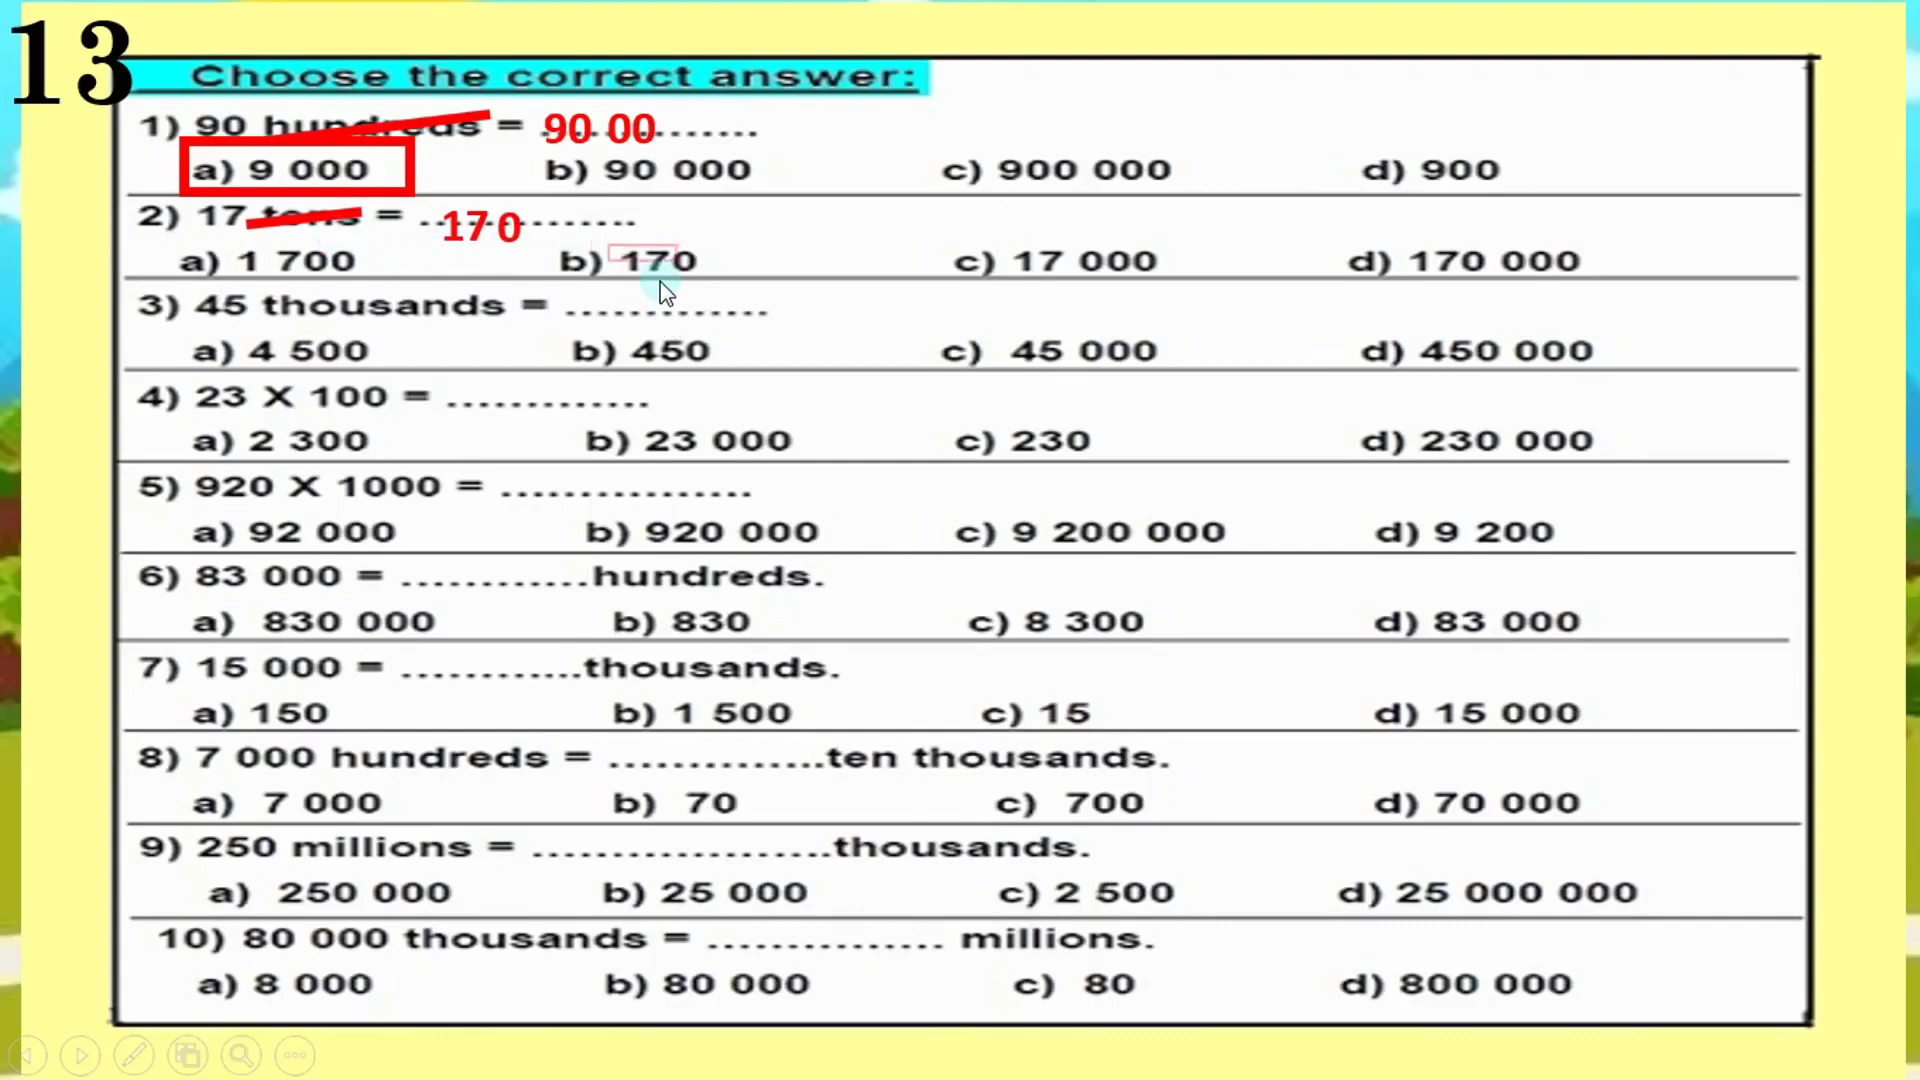 13
Choose the correct answer:
1) 90 hundreds = ................ 90 00
a) 9 000 b) 90 000 c) 900 000 d) 900
2) 17 tens = ................ 170
a) 1 700 b) 170 c) 17 000 d) 170 000
3) 45 thousands = .............
a) 4 500 b) 450 c) 45 000 d) 450 000
4) 23 X 100 = .............
a) 2 300 b) 23 000 c) 230 d) 230 000
5) 920 X 1000 = ................
a) 92 000 b) 920 000 c) 9 200 000 d) 9 200
6) 83 000 = ............hundreds.
a) 830 000 b) 830 c) 8 300 d) 83 000
7) 15 000 = ............thousands.
a) 150 b) 1 500 c) 15 d) 15 000
8) 7 000 hundreds = ..............ten thousands.
a) 7 000 b) 70 c) 700 d) 70 000
9) 250 millions = ...................thousands.
a) 250 000 b) 25 000 c) 2 500 d) 25 000 000
10) 80 000 thousands = ............... millions.
a) 8 000 b) 80 000 c) 80 d) 800 000